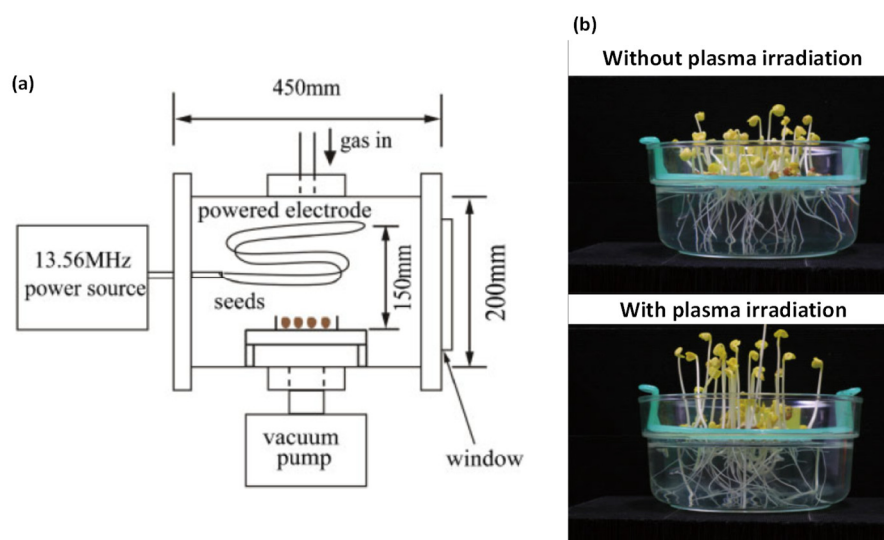 (a)
450mm
gas in
powered electrode
13.56MHz
power source
150mm
200mm
seeds
vacuum
pump
window
(b)
Without plasma irradiation
With plasma irradiation